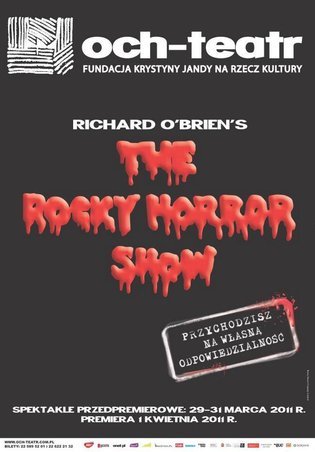 och-teatr
FUNDACJA KRYSTYNY JANDY NA RZECZ KULTURY
RICHARD O'BRIEN'S
THE
ROCKY HORROR
SHOW
PRZYCHODZISZ
NA WŁASNĄ
ODPOWIEDZIALNOŚĆ
SPEKTAKLE PRZEDPREMIEROWE: 29-31 MARCA 2011 R.
PREMIERA 1 KWIETNIA 2011 R.
WWW.OCH-TEATR.COM.PL